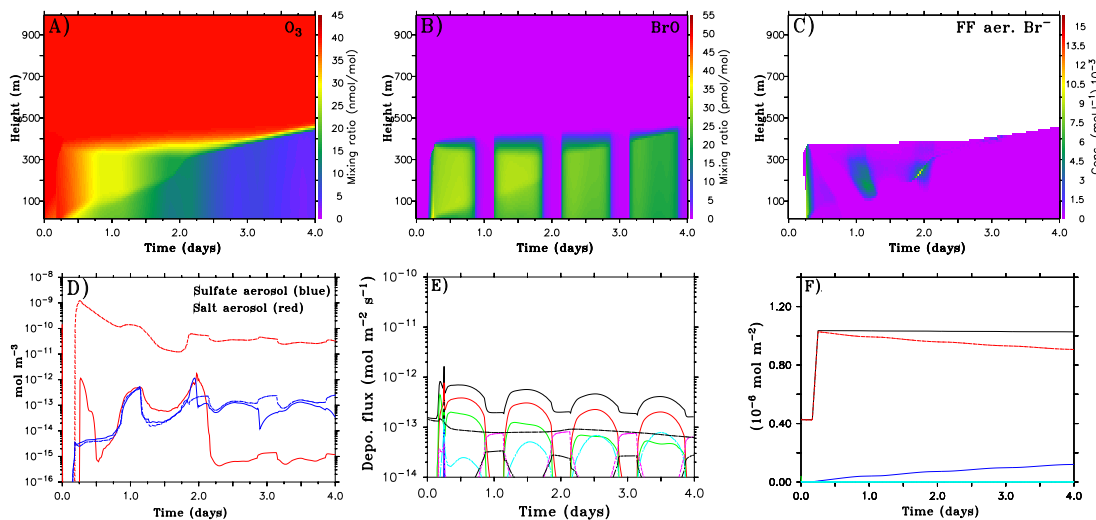 A)
O₃
Height (m)
900
700
500
300
100
0.0 1.0 2.0 3.0 4.0
Time (days)
45
40
35
30
25
20
15
10
5
0
Mixing ratio (nmol/mol)
B)
BrO
Height (m)
900
700
500
300
100
0.0 1.0 2.0 3.0 4.0
Time (days)
55
50
45
40
35
30
25
20
15
10
5
0
Mixing ratio (pmol/mol)
C)
FF aer. Br⁻
Height (m)
900
700
500
300
100
0.0 1.0 2.0 3.0 4.0
Time (days)
15
13.5
12
10.5
9
7.5
6
4.5
3
1.5
0
10⁻³
D)
Sulfate aerosol (blue)
Salt aerosol (red)
mol m⁻³
10⁻⁷
10⁻⁸
10⁻⁹
10⁻¹⁰
10⁻¹¹
10⁻¹²
10⁻¹³
10⁻¹⁴
10⁻¹⁵
10⁻¹⁶
0.0 1.0 2.0 3.0 4.0
Time (days)
E)
Depo. flux (mol m⁻² s⁻¹)
10⁻¹⁰
10⁻¹¹
10⁻¹²
10⁻¹³
10⁻¹⁴
0.0 1.0 2.0 3.0 4.0
Time (days)
F)
(10⁻⁶ mol m⁻²)
1.20
0.80
0.40
0.00
0.0 1.0 2.0 3.0 4.0
Time (days)